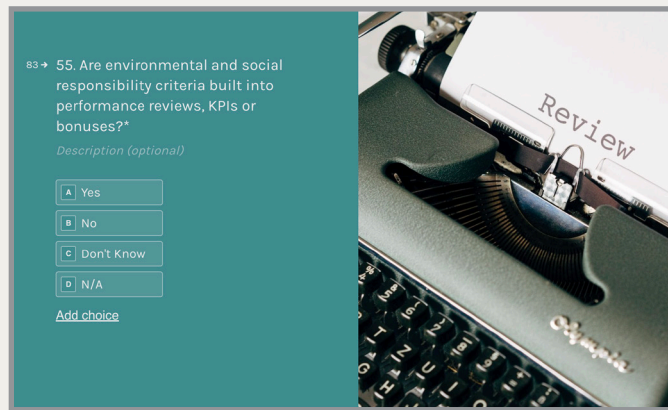 83→ 55. Are environmental and social
responsibility criteria built into
performance reviews, KPIs or
bonuses?*
Description (optional)
A Yes
B No
C Don't Know
D N/A
Add choice
Review
Olympia